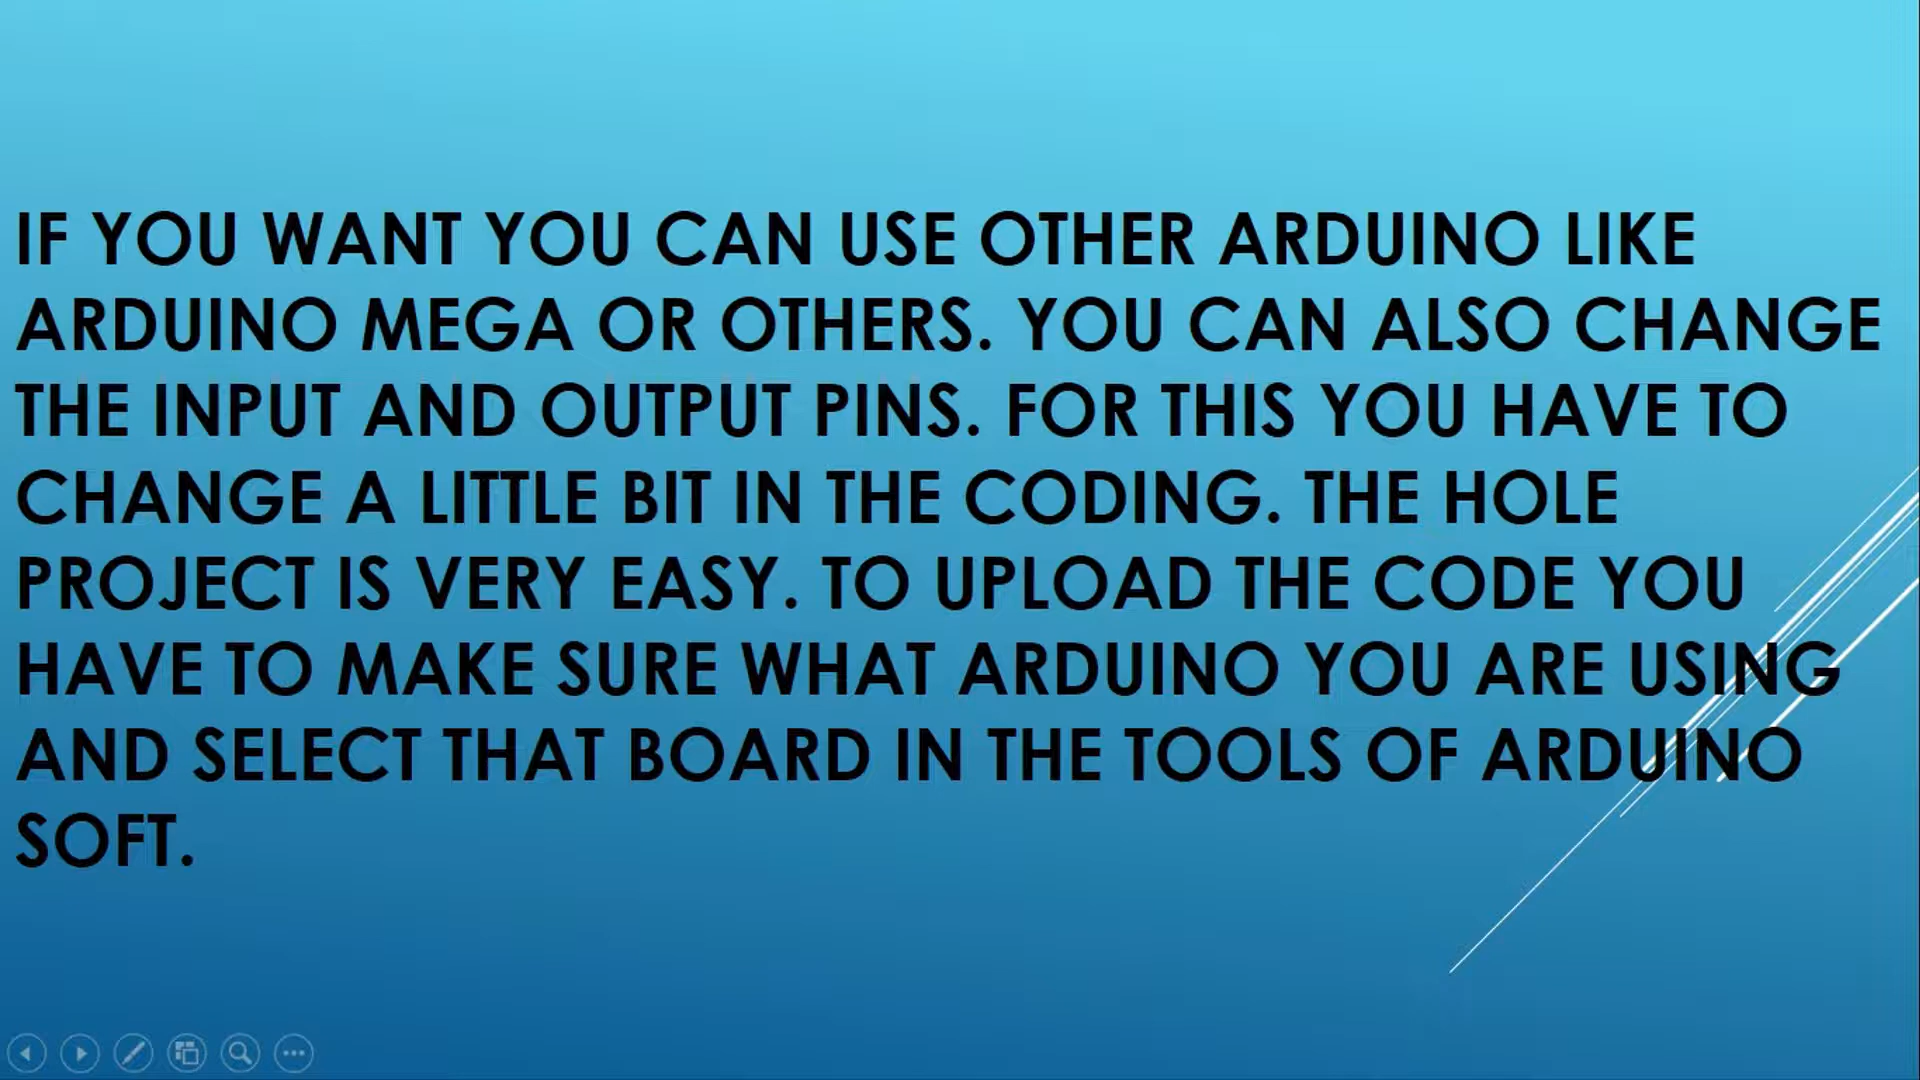 IF YOU WANT YOU CAN USE OTHER ARDUINO LIKE
ARDUINO MEGA OR OTHERS. YOU CAN ALSO CHANGE
THE INPUT AND OUTPUT PINS. FOR THIS YOU HAVE TO
CHANGE A LITTLE BIT IN THE CODING. THE HOLE
PROJECT IS VERY EASY. TO UPLOAD THE CODE YOU
HAVE TO MAKE SURE WHAT ARDUINO YOU ARE USING
AND SELECT THAT BOARD IN THE TOOLS OF ARDUINO
SOFT.